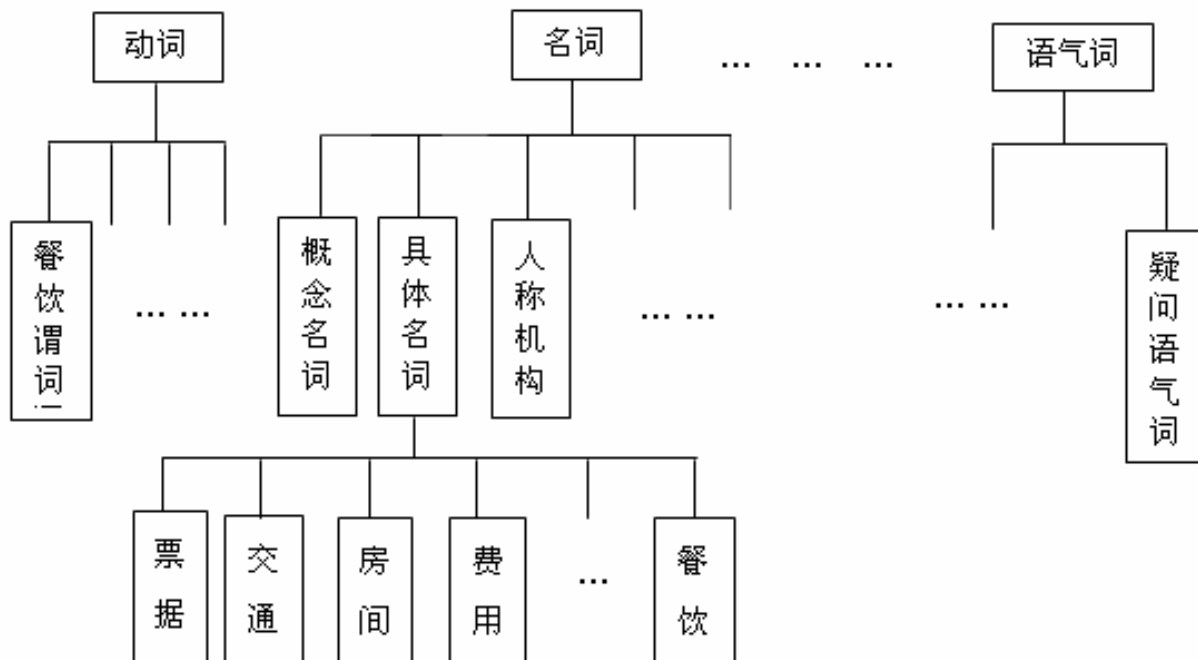 动词
名词
... ... ...
语气词
餐饮谓词
... ...
概念名词
具体名词
人称机构
... ...
... ...
疑问语气词
票据
交通
房间
费用
...
餐饮